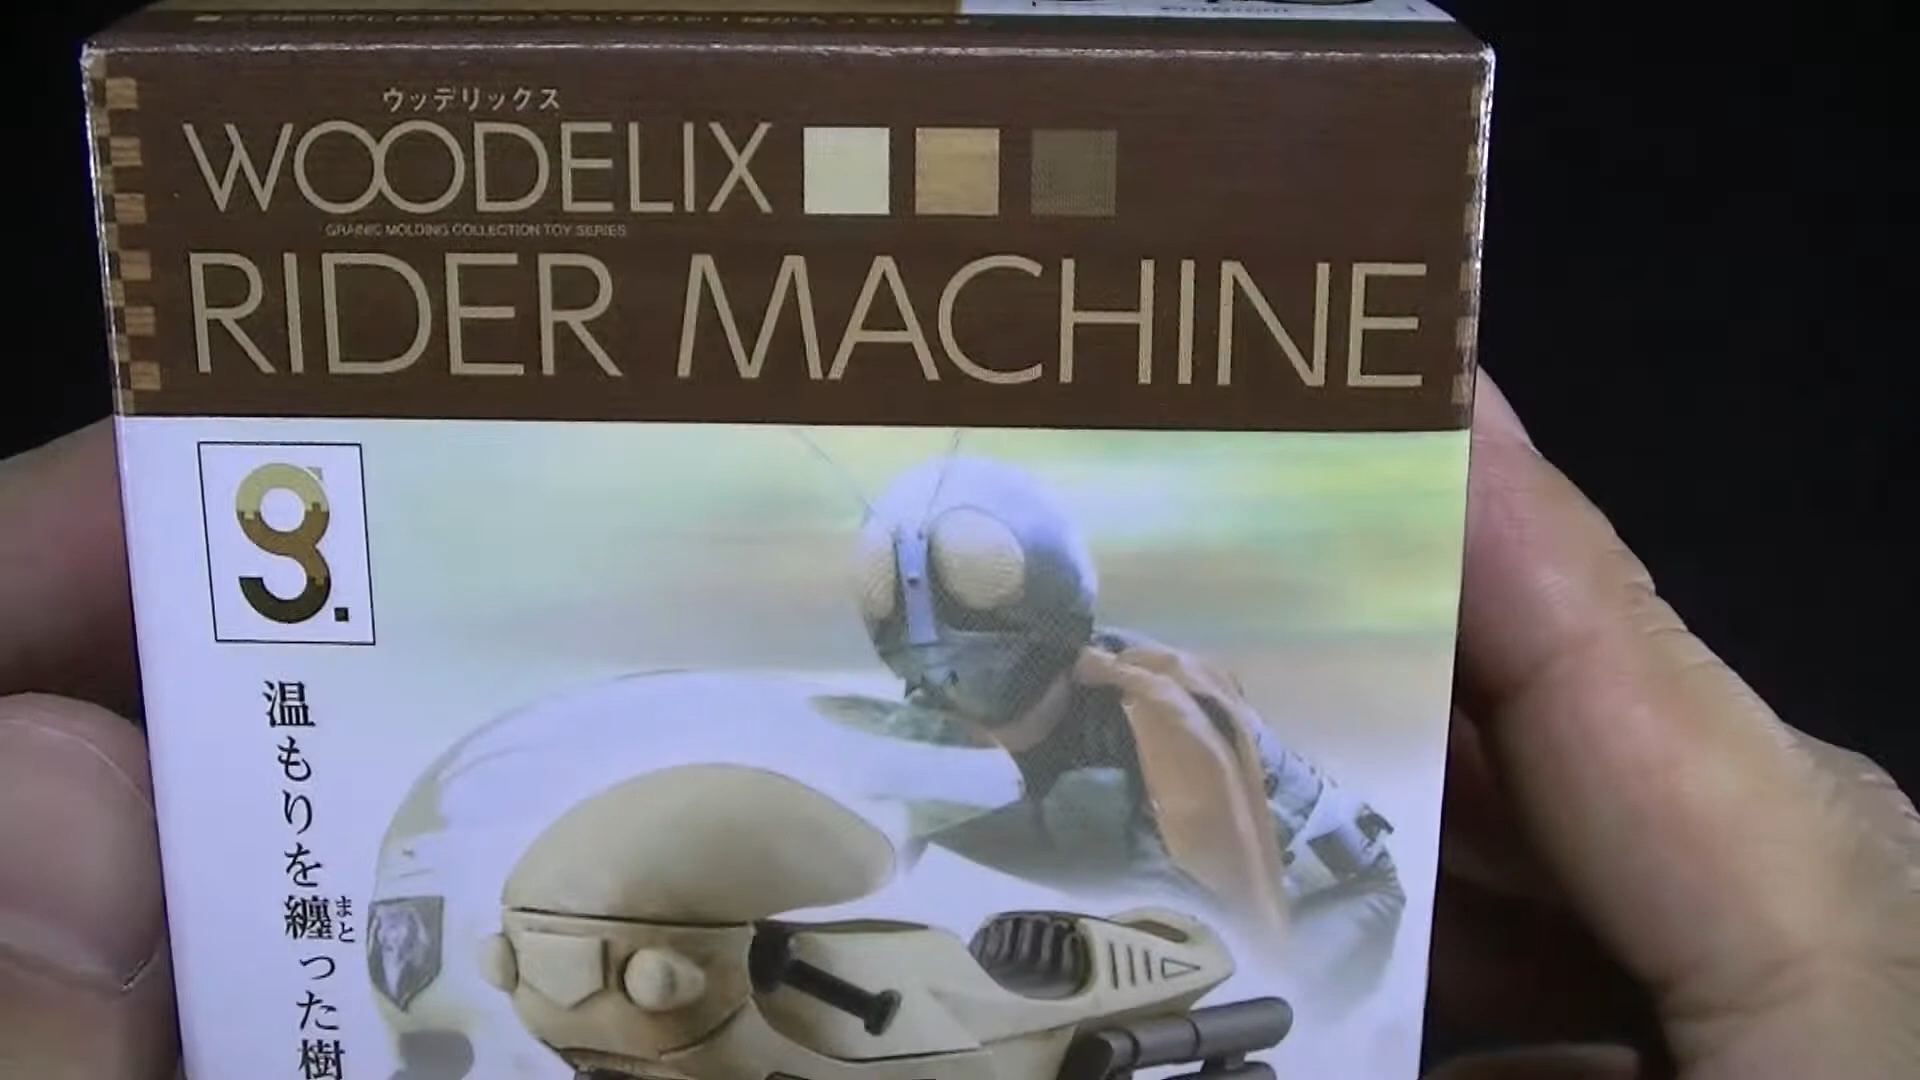 ウッデリックス
WOODELIX
GRAINIC MOLDING COLLECTION TOY SERIES
RIDER MACHINE
温もりを纏った樹
まと